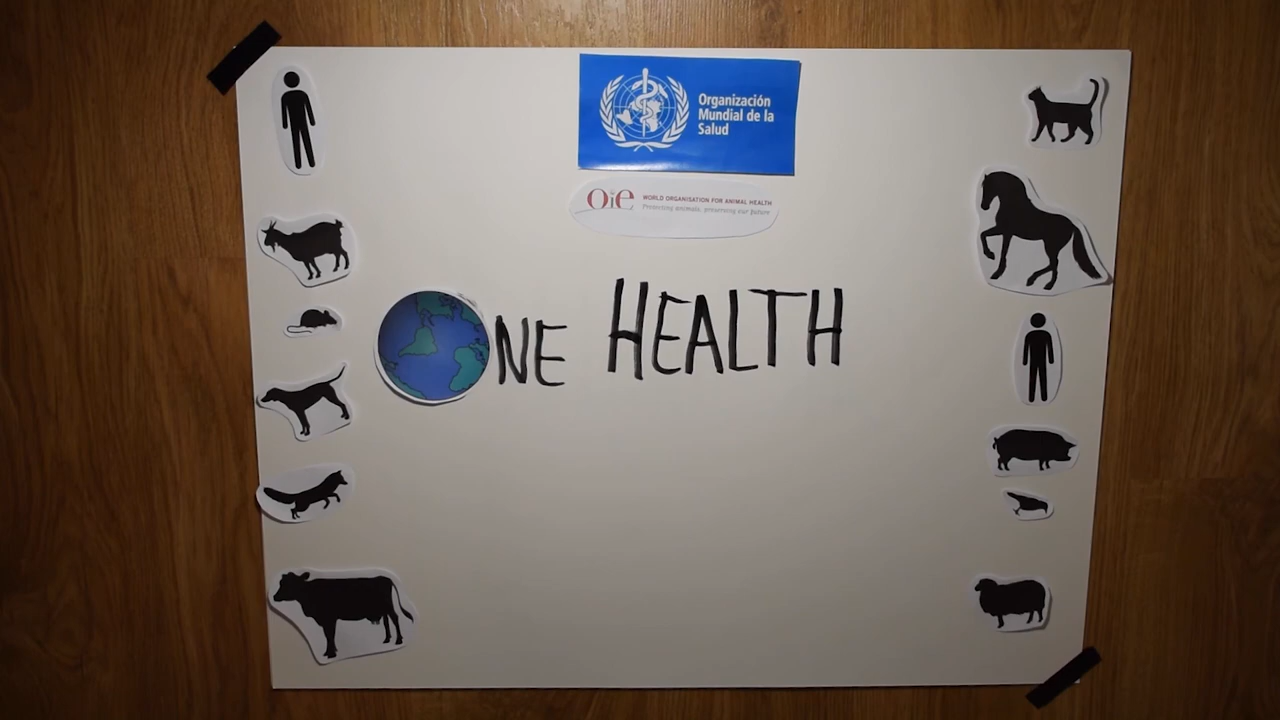 Organización
Mundial de la
Salud
Oie WORLD ORGANISATION FOR ANIMAL HEALTH
Protecting animals, preserving our future
ONE HEALTH